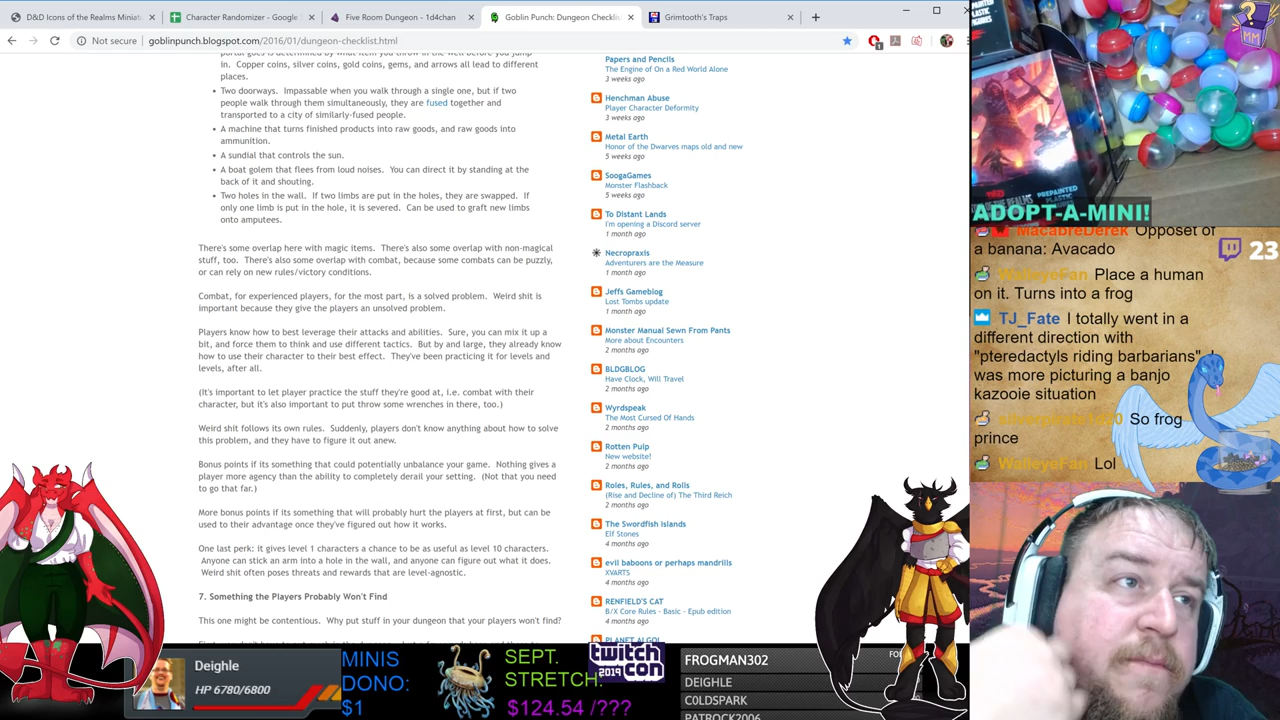 D&D Icons of the Realms Miniatu
Character Randomizer - Google S
Five Room Dungeon - 1d4chan
Goblin Punch: Dungeon Checklis
Grimtooth's Traps
Not secure
goblinpunch.blogspot.com/2016/01/dungeon-checklist.html
portal goes is determined by what item you throw in the well before you jump
in. Copper coins, silver coins, gold coins, gems, and arrows all lead to different
places.
Two doorways. Impassable when you walk through a single one, but if two
people walk through them simultaneously, they are fused together and
transported to a city of similarly-fused people.
A machine that turns finished products into raw goods, and raw goods into
ammunition.
A sundial that controls the sun.
A boat golem that flees from loud noises. You can direct it by standing at the
back of it and shouting.
Two holes in the wall. If two limbs are put in the holes, they are swapped. If
only one limb is put in the hole, it is severed. Can be used to graft new limbs
onto amputees.
There's some overlap here with magic items. There's also some overlap with non-magical
stuff, too. There's also some overlap with combat, because some combats can be puzzly,
or can rely on new rules/victory conditions.
Combat, for experienced players, for the most part, is a solved problem. Weird shit is
important because they give the players an unsolved problem.
Players know how to best leverage their attacks and abilities. Sure, you can mix it up a
bit, and force them to think and use different tactics. But by and large, they already know
how to use their character to their best effect. They've been practicing it for levels and
levels, after all.
(It's important to let player practice the stuff they're good at, i.e. combat with their
character, but it's also important to put throw some wrenches in there, too.)
Weird shit follows its own rules. Suddenly, players don't know anything about how to solve
this problem, and they have to figure it out anew.
Bonus points if its something that could potentially unbalance your game. Nothing gives a
player more agency than the ability to completely derail your setting. (Not that you need
to go that far.)
More bonus points if its something that will probably hurt the players at first, but can be
used to their advantage once they've figured out how it works.
One last perk: it gives level 1 characters a chance to be as useful as level 10 characters.
Anyone can stick an arm into a hole in the wall, and anyone can figure out what it does.
Weird shit often poses threats and rewards that are level-agnostic.
7. Something the Players Probably Won't Find
This one might be contentious. Why put stuff in your dungeon that your players won't find?
Papers and Pencils
The Engine of On a Red World Alone
3 weeks ago
Henchman Abuse
Player Character Deformity
3 weeks ago
Metal Earth
Honor of the Dwarves maps old and new
5 weeks ago
SoogaGames
Monster Flashback
5 weeks ago
To Distant Lands
I'm opening a Discord server
1 month ago
Necropraxis
Adventurers are the Measure
1 month ago
Jeffs Gameblog
Lost Tombs update
1 month ago
Monster Manual Sewn From Pants
More about Encounters
2 months ago
BLDGBLOG
Have Clock, Will Travel
2 months ago
Wyrdspeak
The Most Cursed Of Hands
2 months ago
Rotten Pulp
New website!
2 months ago
Roles, Rules, and Rolls
(Rise and Decline of) The Third Reich
2 months ago
The Swordfish Islands
Elf Stones
4 months ago
evil baboons or perhaps mandrills
XVARTS
4 months ago
RENFIELD'S CAT
B/X Core Rules - Basic - Epub edition
4 months ago
PLANET ALGOL
MM
PREPAINTED
PLASTIC
ADOPT-A-MINI!
23
MacabreDerek Opposet of
a banana: Avacado
WalleyeFan Place a human
on it. Turns into a frog
TJ_Fate I totally went in a
different direction with
"pteredactyls riding barbarians" I
was more picturing a banjo
kazooie situation
So frog
prince
WalleyeFan Lol
Deighle
HP 6780/6800
MINIS
DONO:
$1
SEPT.
STRETCH:
$124.54 /???
twitch
con
2019
FROGMAN302
DEIGHLE
C0LDSPARK
PATROCK2006